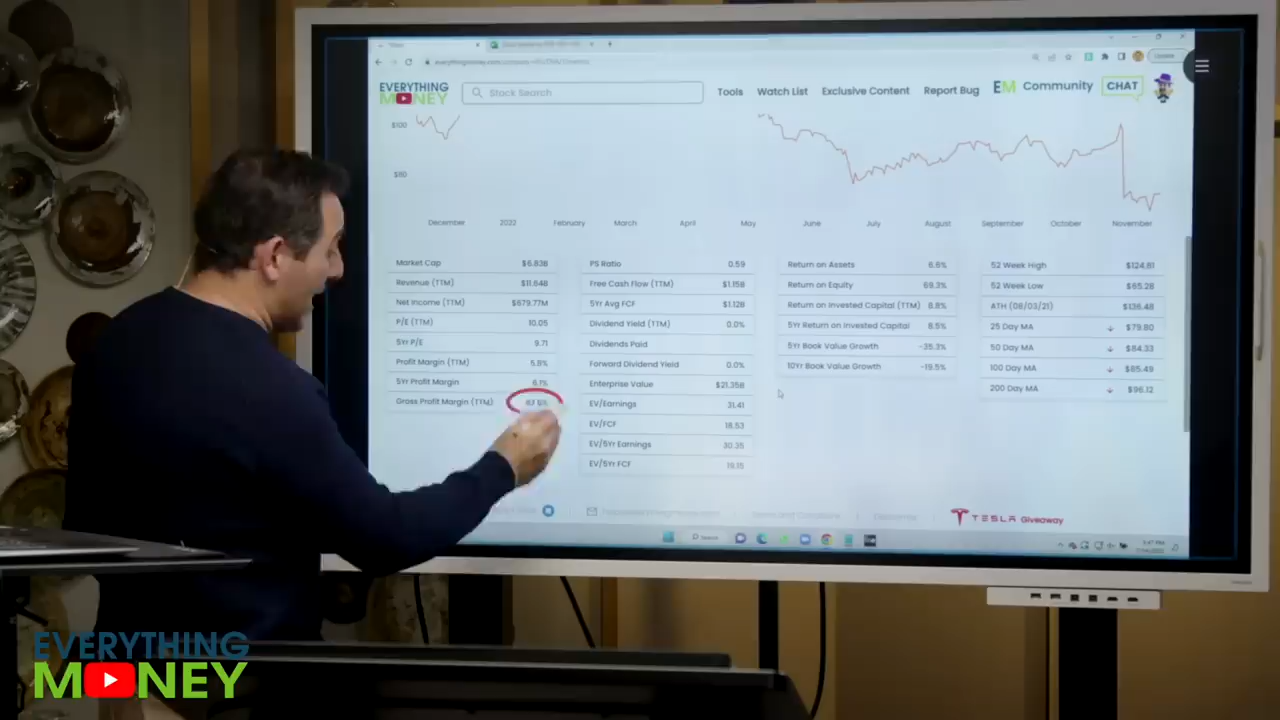 EVERYTHING
MONEY
Stock Search
Tools
Watch List
Exclusive Content
Report Bug
EM Community
CHAT
$100
$80
December
2022
February
March
April
May
June
July
August
September
October
November
Market Cap $6.83B
Revenue (TTM) $11.64B
Net Income (TTM) $679.77M
P/E (TTM) 10.05
5Yr P/E 9.71
Profit Margin (TTM) 5.8%
5Yr Profit Margin 6.1%
Gross Profit Margin (TTM)
PS Ratio 0.59
Free Cash Flow (TTM) $1.15B
5Yr Avg FCF $1.12B
Dividend Yield (TTM) 0.0%
Dividends Paid
Forward Dividend Yield 0.0%
Enterprise Value $21.35B
EV/Earnings 31.41
EV/FCF 18.53
EV/5Yr Earnings 30.35
EV/5Yr FCF 19.15
Return on Assets 6.6%
Return on Equity 69.3%
Return on Invested Capital (TTM) 8.8%
5Yr Return on Invested Capital 8.5%
5Yr Book Value Growth -35.3%
10Yr Book Value Growth -19.5%
52 Week High $124.81
52 Week Low $65.28
ATH (08/03/21) $136.48
25 Day MA ↓ $79.80
50 Day MA ↓ $84.33
100 Day MA ↓ $85.49
200 Day MA ↓ $96.12
TESLA Giveaway
EVERYTHING
MONEY